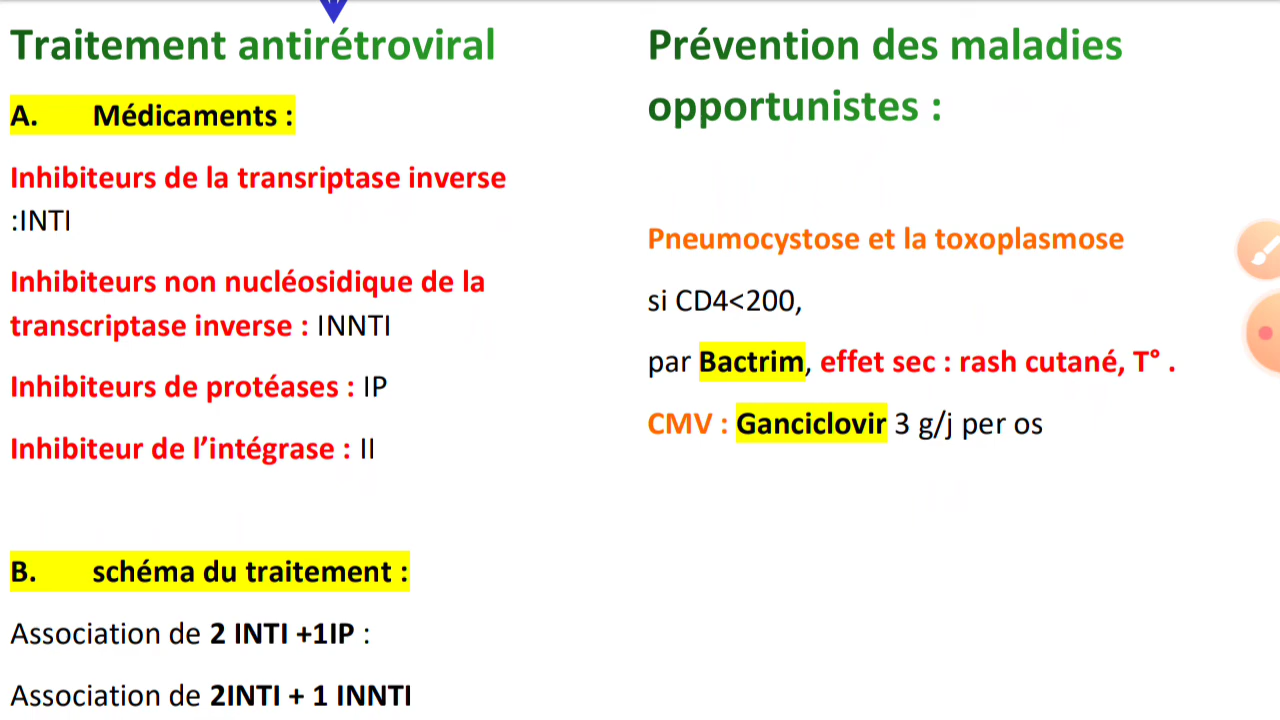 Traitement antirétroviral
A. Médicaments :
Inhibiteurs de la transriptase inverse
:INTI
Inhibiteurs non nucléosidique de la
transcriptase inverse : INNTI
Inhibiteurs de protéases : IP
Inhibiteur de l’intégrase : II
B. schéma du traitement :
Association de 2 INTI +1IP :
Association de 2INTI + 1 INNTI
Prévention des maladies
opportunistes :
Pneumocystose et la toxoplasmose
si CD4<200,
par Bactrim, effet sec : rash cutané, T° .
CMV : Ganciclovir 3 g/j per os